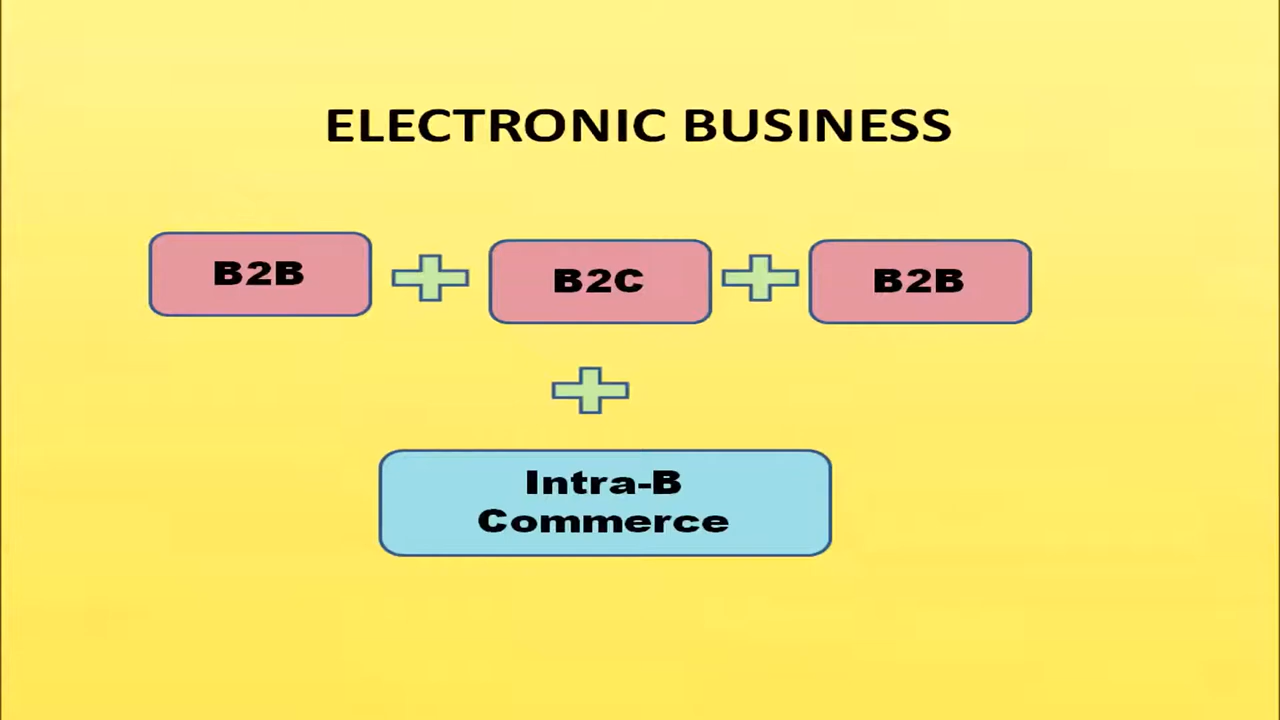 ELECTRONIC BUSINESS
B2B
B2C
B2B
Intra-B
Commerce